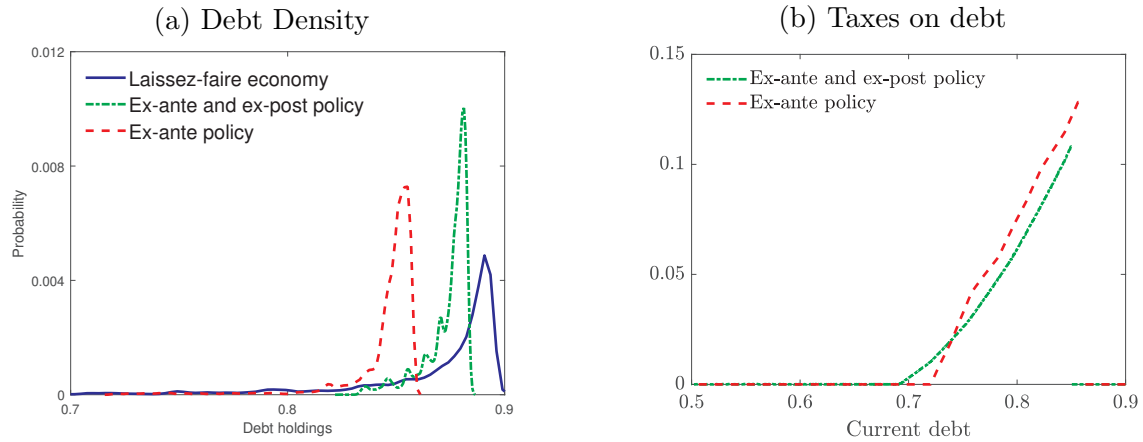 (a) Debt Density
0.012
Laissez-faire economy
Ex-ante and ex-post policy
Ex-ante policy
0.008
Probability
0.004
0
0.7
0.8
0.9
Debt holdings
(b) Taxes on debt
0.15
Ex-ante and ex-post policy
Ex-ante policy
0.1
0.05
0
0.5
0.6
0.7
0.8
0.9
Current debt